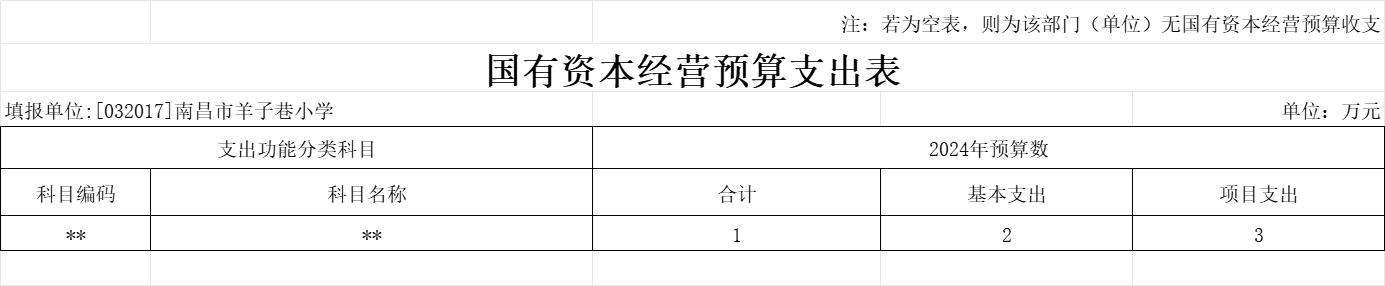 注：若为空表，则为该部门（单位）无国有资本经营预算收支
国有资本经营预算支出表
填报单位:[032017]南昌市羊子巷小学 单位：万元
支出功能分类科目 2024年预算数
科目编码 科目名称 合计 基本支出 项目支出
** ** 1 2 3